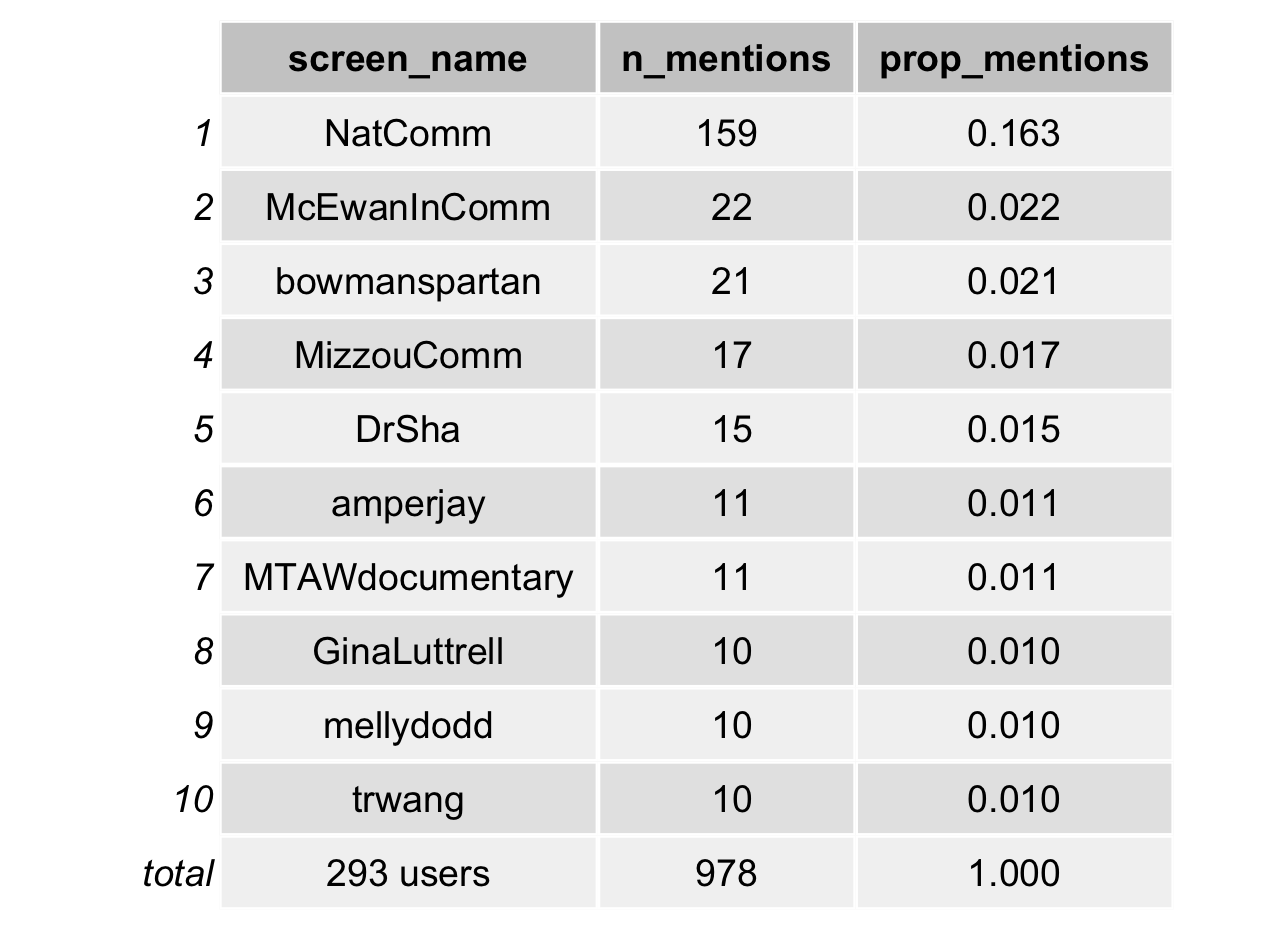 screen_name n_mentions prop_mentions
1 NatComm 159 0.163
2 McEwanInComm 22 0.022
3 bowmanspartan 21 0.021
4 MizzouComm 17 0.017
5 DrSha 15 0.015
6 amperjay 11 0.011
7 MTAWdocumentary 11 0.011
8 GinaLuttrell 10 0.010
9 mellydodd 10 0.010
10 trwang 10 0.010
total 293 users 978 1.000